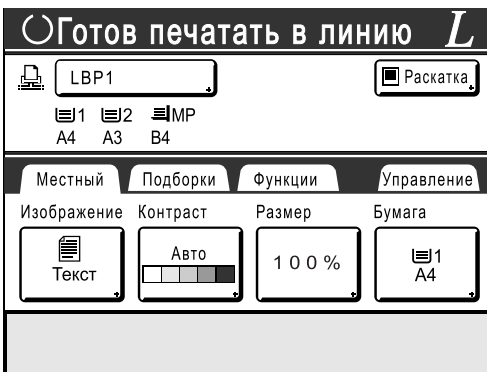 Готов печатать в линию L
LBP1
Раскатка
1 2 MP
A4 A3 B4
Местный Подборки Функции Управление
Изображение Контраст Размер Бумага
Текст
Авто
100%
1
A4